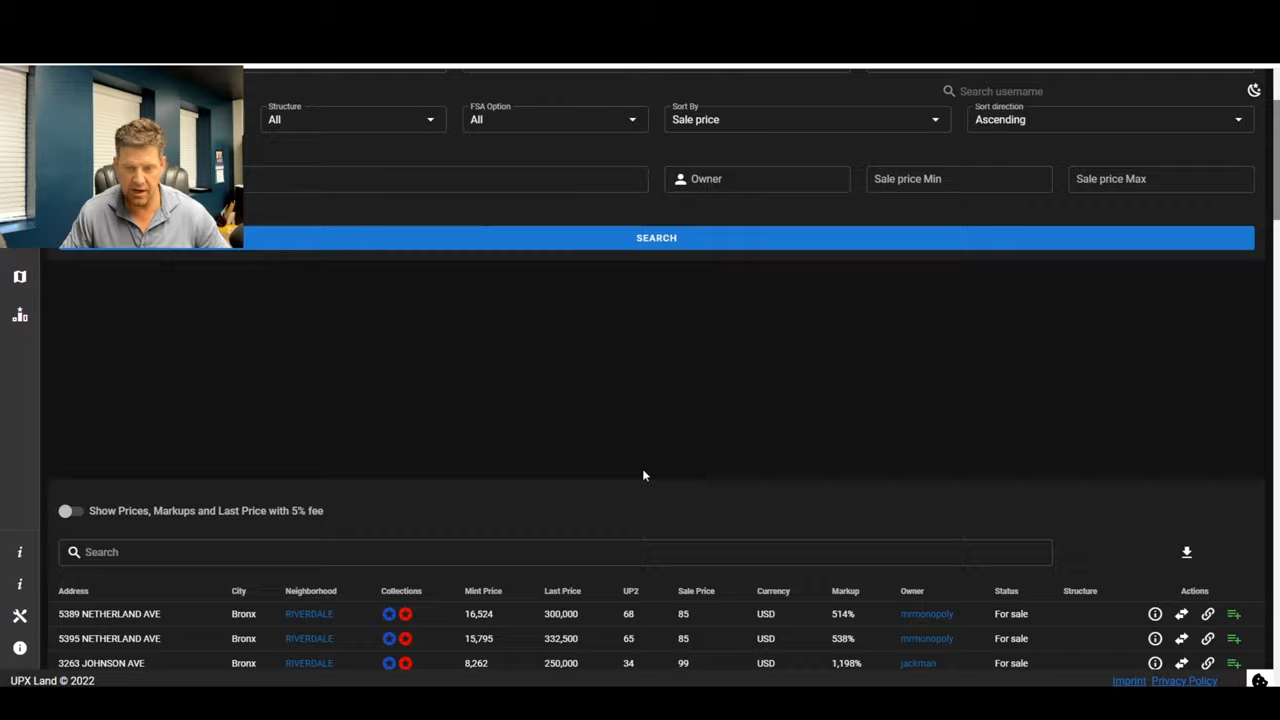 Search username
Structure
All
FSA Option
All
Sort By
Sale price
Sort direction
Ascending
Owner
Sale price Min
Sale price Max
SEARCH
Show Prices, Markups and Last Price with 5% fee
Search
Address City Neighborhood Collections Mint Price Last Price UP2 Sale Price Currency Markup Owner Status Structure Actions
5389 NETHERLAND AVE Bronx RIVERDALE 16,524 300,000 68 85 USD 514% mrmonopoly For sale
5395 NETHERLAND AVE Bronx RIVERDALE 15,795 332,500 65 85 USD 538% mrmonopoly For sale
3263 JOHNSON AVE Bronx RIVERDALE 8,262 250,000 34 99 USD 1,198% jackman For sale
UPX Land © 2022
Imprint Privacy Policy